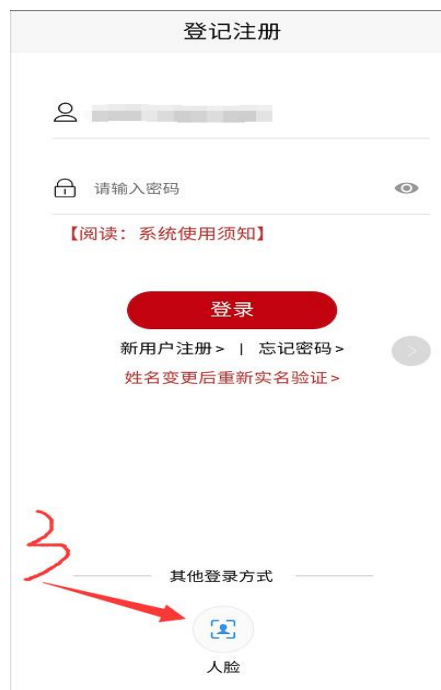 登记注册
请输入密码
【阅读：系统使用须知】
登录
新用户注册> | 忘记密码>
姓名变更后重新实名验证>
3
其他登录方式
人脸